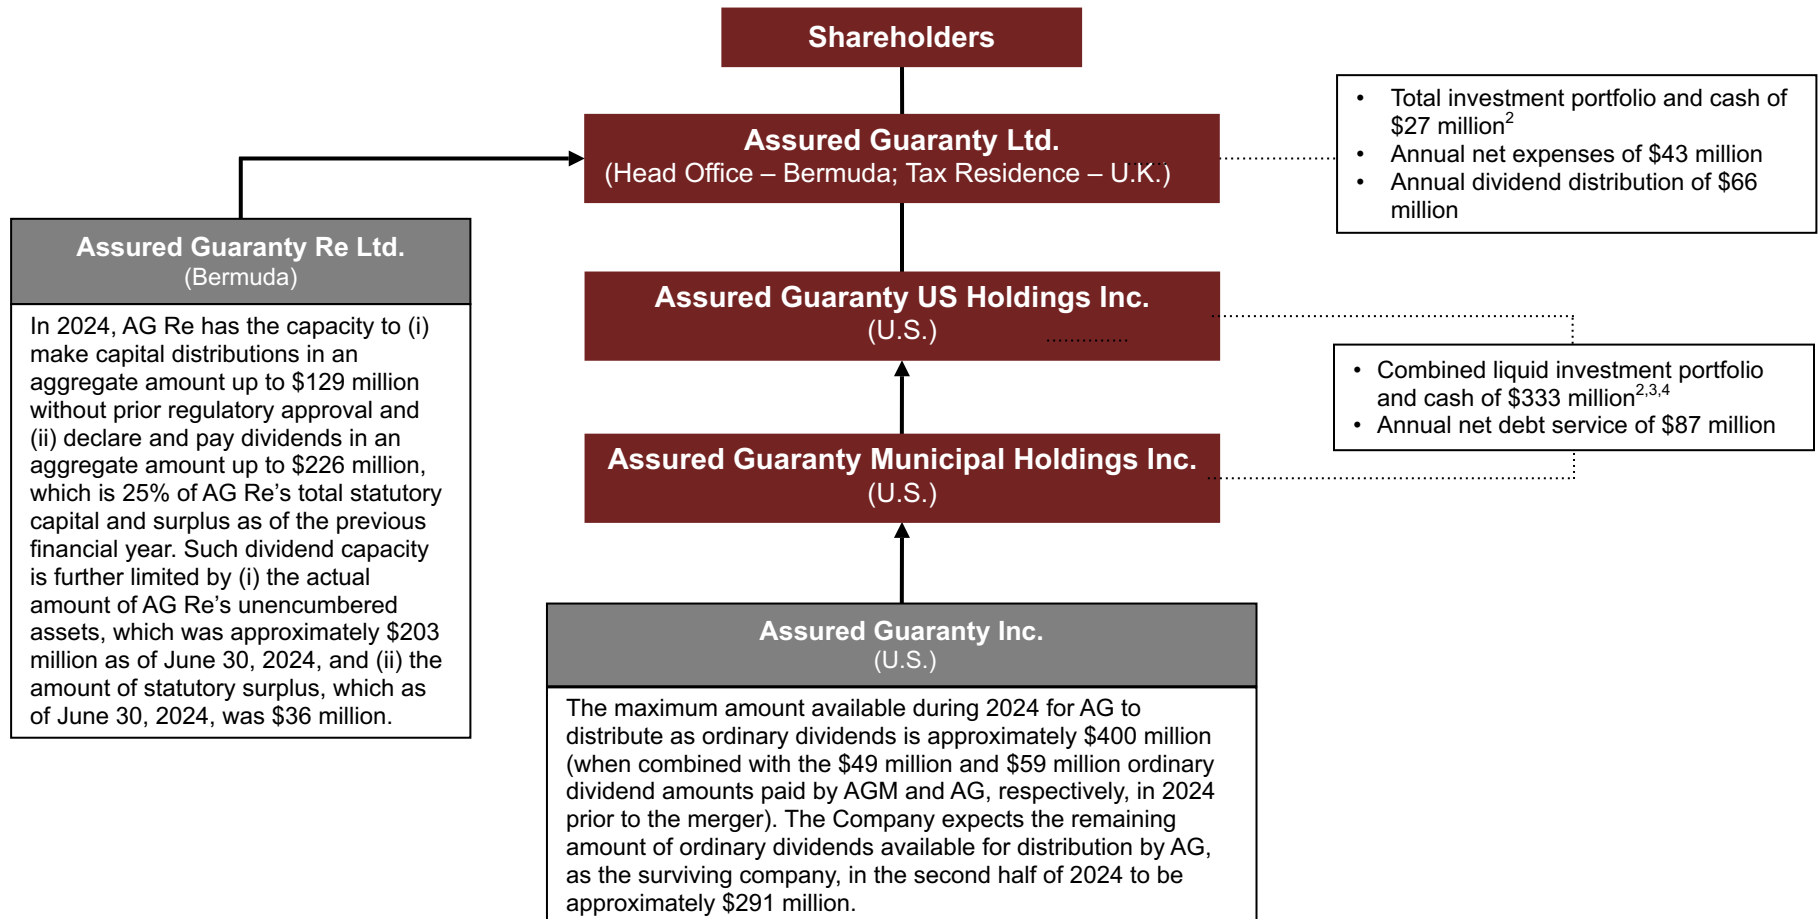 Shareholders
Assured Guaranty Ltd.
(Head Office – Bermuda; Tax Residence – U.K.)
• Total investment portfolio and cash of
$27 million2
• Annual net expenses of $43 million
• Annual dividend distribution of $66
million
Assured Guaranty Re Ltd.
(Bermuda)
In 2024, AG Re has the capacity to (i)
make capital distributions in an
aggregate amount up to $129 million
without prior regulatory approval and
(ii) declare and pay dividends in an
aggregate amount up to $226 million,
which is 25% of AG Re’s total statutory
capital and surplus as of the previous
financial year. Such dividend capacity
is further limited by (i) the actual
amount of AG Re’s unencumbered
assets, which was approximately $203
million as of June 30, 2024, and (ii) the
amount of statutory surplus, which as
of June 30, 2024, was $36 million.
Assured Guaranty US Holdings Inc.
(U.S.)
• Combined liquid investment portfolio
and cash of $333 million2,3,4
• Annual net debt service of $87 million
Assured Guaranty Municipal Holdings Inc.
(U.S.)
Assured Guaranty Inc.
(U.S.)
The maximum amount available during 2024 for AG to
distribute as ordinary dividends is approximately $400 million
(when combined with the $49 million and $59 million ordinary
dividend amounts paid by AGM and AG, respectively, in 2024
prior to the merger). The Company expects the remaining
amount of ordinary dividends available for distribution by AG,
as the surviving company, in the second half of 2024 to be
approximately $291 million.